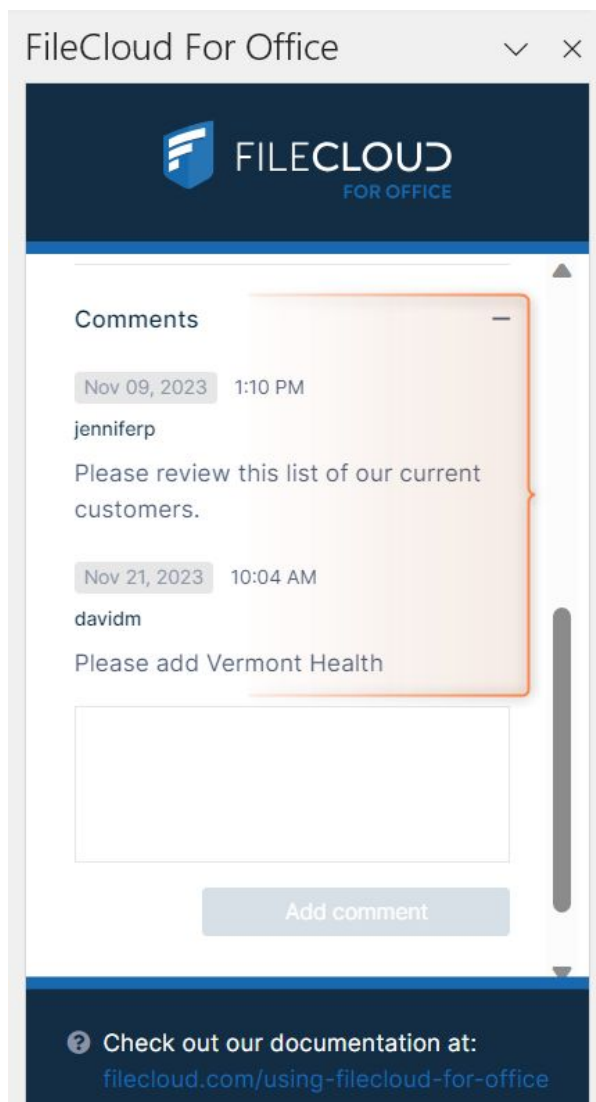 FileCloud For Office
FILECLOUD
FOR OFFICE
Comments
Nov 09, 2023 1:10 PM
jenniferp
Please review this list of our current
customers.
Nov 21, 2023 10:04 AM
davidm
Please add Vermont Health
Add comment
Check out our documentation at:
filecloud.com/using-filecloud-for-office